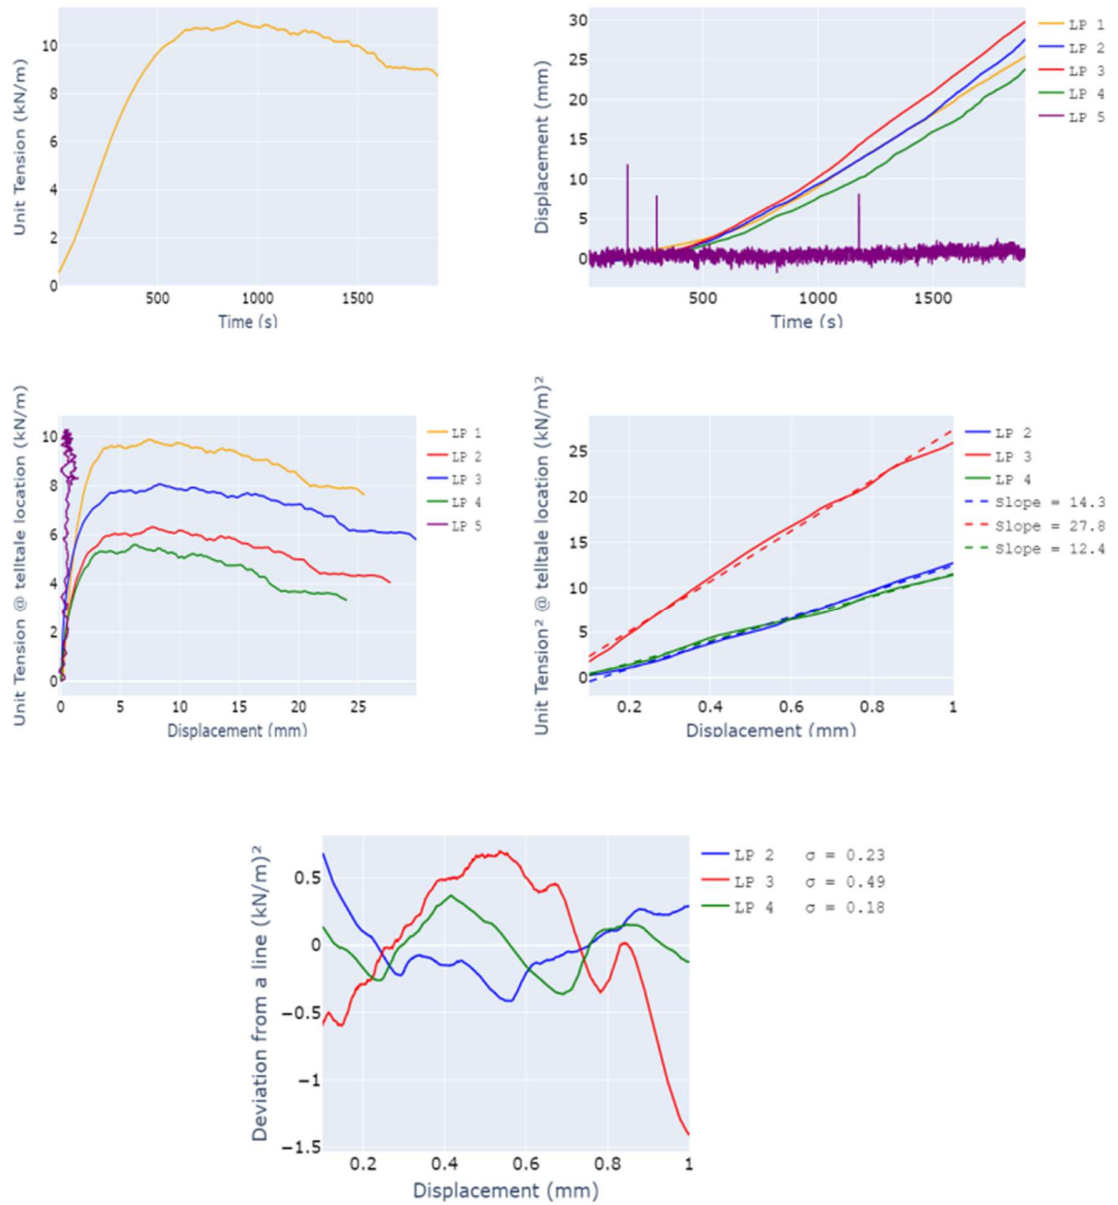 Unit Tension (kN/m)
10
8
6
4
2
0
500
1000
1500
Time (s)
Displacement (mm)
30
25
20
15
10
5
0
500
1000
1500
Time (s)
LP 1
LP 2
LP 3
LP 4
LP 5
Unit Tension @ telltale location (kN/m)
10
8
6
4
2
0
0
5
10
15
20
25
Displacement (mm)
LP 1
LP 2
LP 3
LP 4
LP 5
Unit Tension² @ telltale location (kN/m)²
25
20
15
10
5
0
0.2
0.4
0.6
0.8
1
Displacement (mm)
LP 2
LP 3
LP 4
Slope = 14.3
Slope = 27.8
Slope = 12.4
Deviation from a line (kN/m)²
0.5
0
−0.5
−1
−1.5
0.2
0.4
0.6
0.8
1
Displacement (mm)
LP 2 σ = 0.23
LP 3 σ = 0.49
LP 4 σ = 0.18